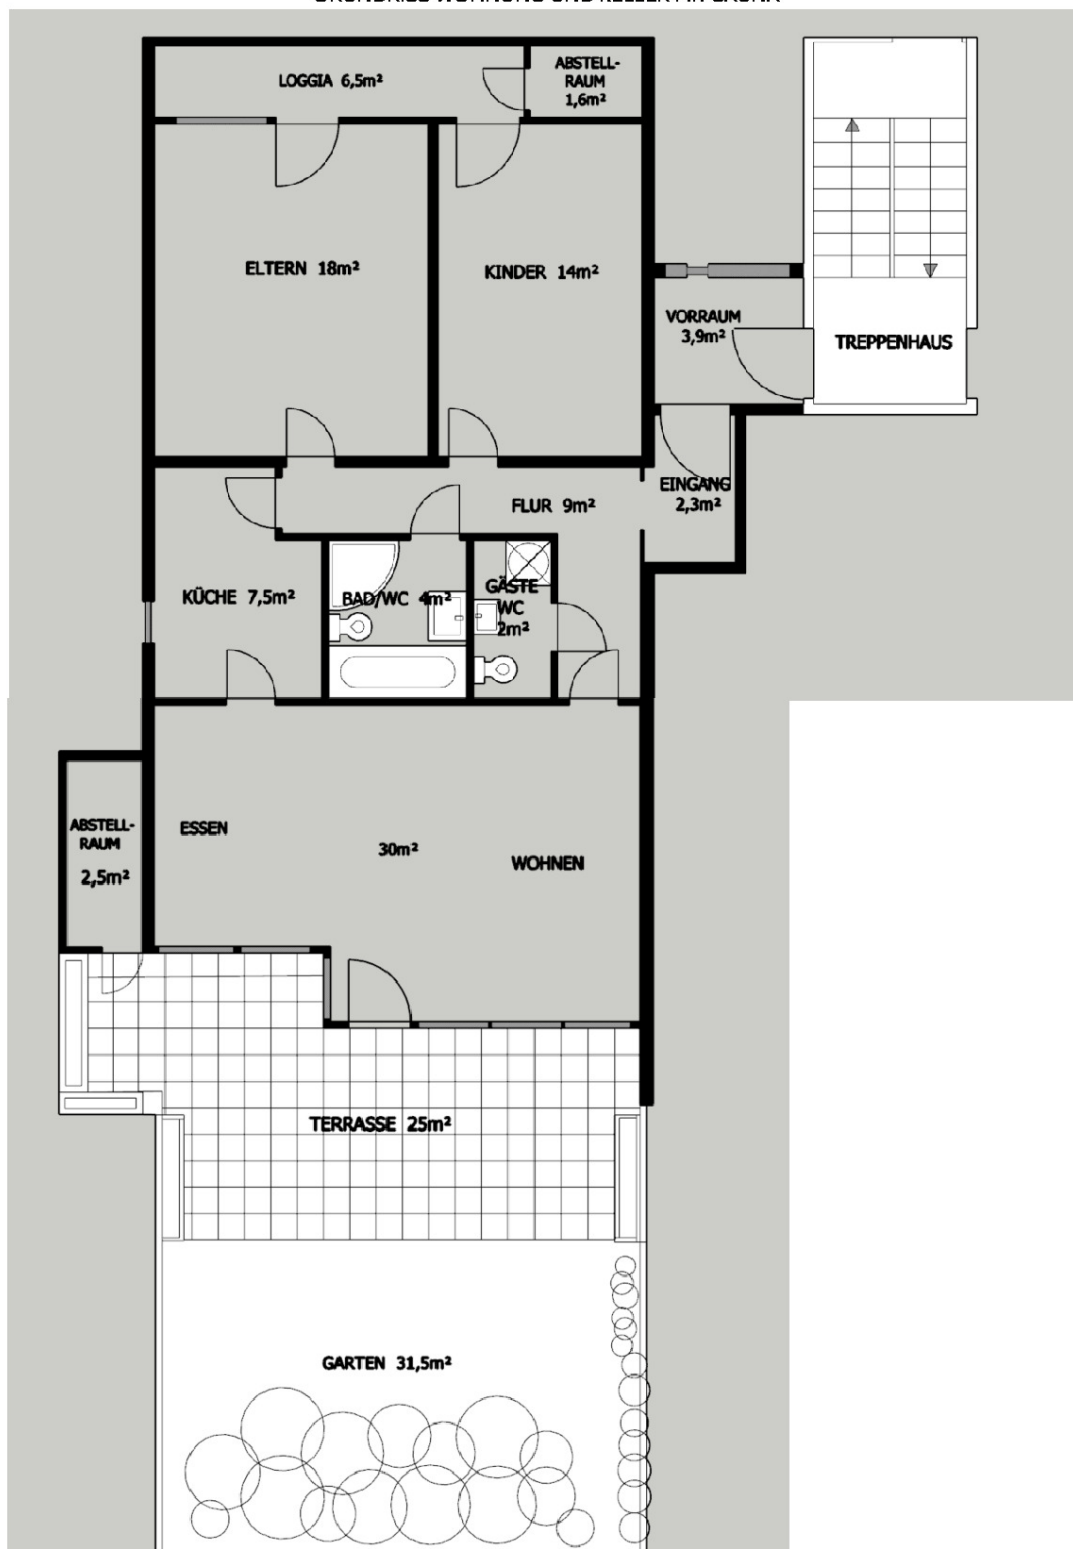 LOGGIA 6,5m²
ABSTELL-
RAUM
1,6m²
ELTERN 18m²
KINDER 14m²
VORRAUM
3,9m²
TREPPENHAUS
EINGANG
2,3m²
FLUR 9m²
KÜCHE 7,5m²
BAD/WC 4m²
GÄSTE
WC
2m²
ABSTELL-
RAUM
2,5m²
ESSEN
30m²
WOHNEN
TERRASSE 25m²
GARTEN 31,5m²